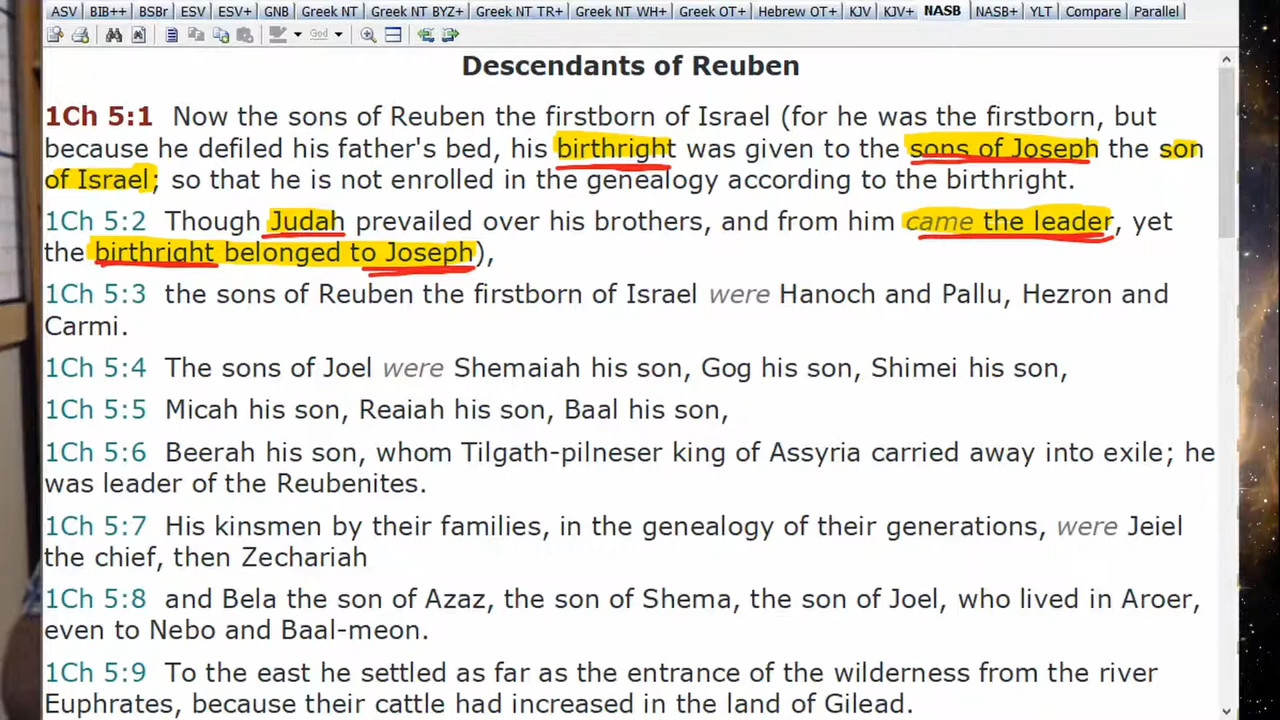 ASV BIB++ BSBr ESV ESV+ GNB Greek NT Greek NT BYZ+ Greek NT TR+ Greek NT WH+ Greek OT+ Hebrew OT+ KJV KJV+ NASB NASB+ YLT Compare Parallel
God
Descendants of Reuben
1Ch 5:1 Now the sons of Reuben the firstborn of Israel (for he was the firstborn, but
because he defiled his father's bed, his birthright was given to the sons of Joseph the son
of Israel; so that he is not enrolled in the genealogy according to the birthright.
1Ch 5:2 Though Judah prevailed over his brothers, and from him came the leader, yet
the birthright belonged to Joseph),
1Ch 5:3 the sons of Reuben the firstborn of Israel were Hanoch and Pallu, Hezron and
Carmi.
1Ch 5:4 The sons of Joel were Shemaiah his son, Gog his son, Shimei his son,
1Ch 5:5 Micah his son, Reaiah his son, Baal his son,
1Ch 5:6 Beerah his son, whom Tilgath-pilneser king of Assyria carried away into exile; he
was leader of the Reubenites.
1Ch 5:7 His kinsmen by their families, in the genealogy of their generations, were Jeiel
the chief, then Zechariah
1Ch 5:8 and Bela the son of Azaz, the son of Shema, the son of Joel, who lived in Aroer,
even to Nebo and Baal-meon.
1Ch 5:9 To the east he settled as far as the entrance of the wilderness from the river
Euphrates, because their cattle had increased in the land of Gilead.